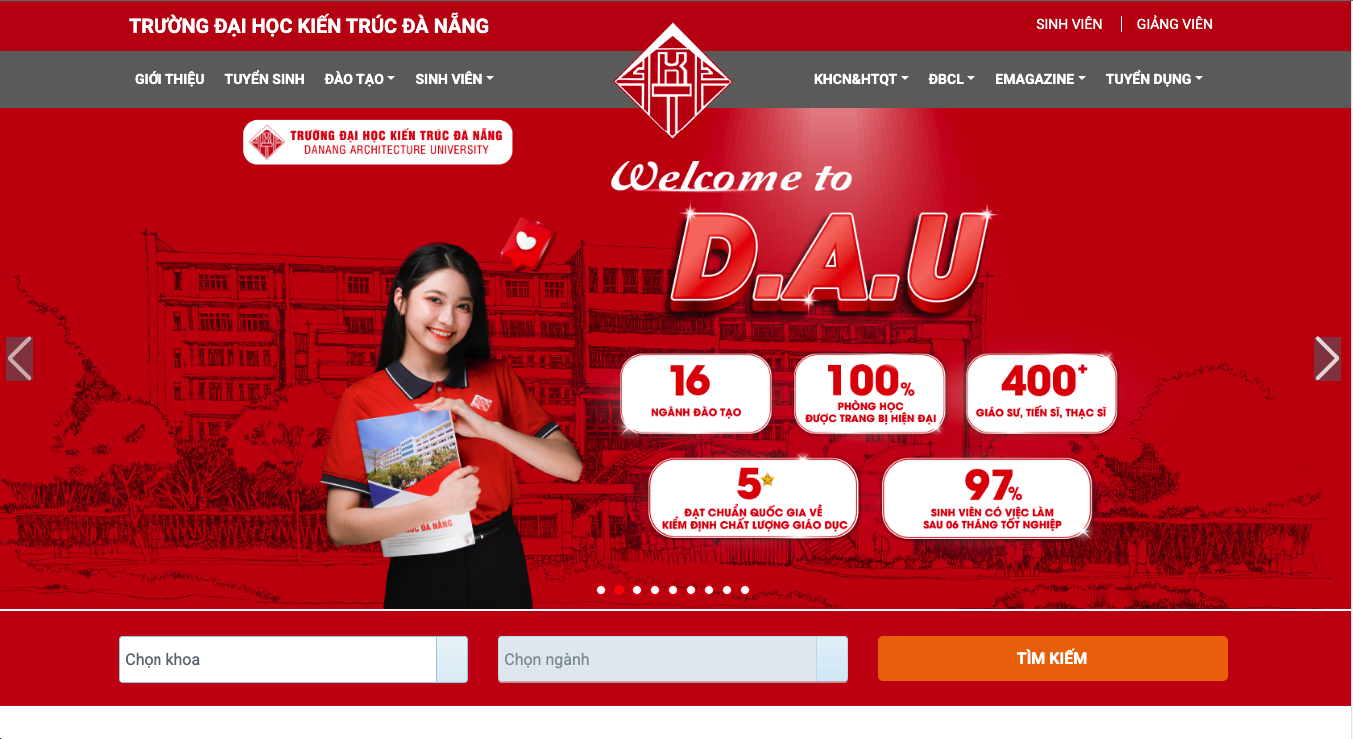 TRƯỜNG ĐẠI HỌC KIẾN TRÚC ĐÀ NẴNG
SINH VIÊN
GIẢNG VIÊN
GIỚI THIỆU
TUYỂN SINH
ĐÀO TẠO
SINH VIÊN
KHCN&HTQT
ĐBCL
EMAGAZINE
TUYỂN DỤNG
TRƯỜNG ĐẠI HỌC KIẾN TRÚC ĐÀ NẴNG
DANANG ARCHITECTURE UNIVERSITY
Welcome to
D.A.U
16
NGÀNH ĐÀO TẠO
100%
PHÒNG HỌC
ĐƯỢC TRANG BỊ HIỆN ĐẠI
400+
GIÁO SƯ, TIẾN SĨ, THẠC SĨ
5
ĐẠT CHUẨN QUỐC GIA VỀ
KIỂM ĐỊNH CHẤT LƯỢNG GIÁO DỤC
97%
SINH VIÊN CÓ VIỆC LÀM
SAU 06 THÁNG TỐT NGHIỆP
TRÚC ĐÀ NẴNG
Chọn khoa
Chọn ngành
TÌM KIẾM